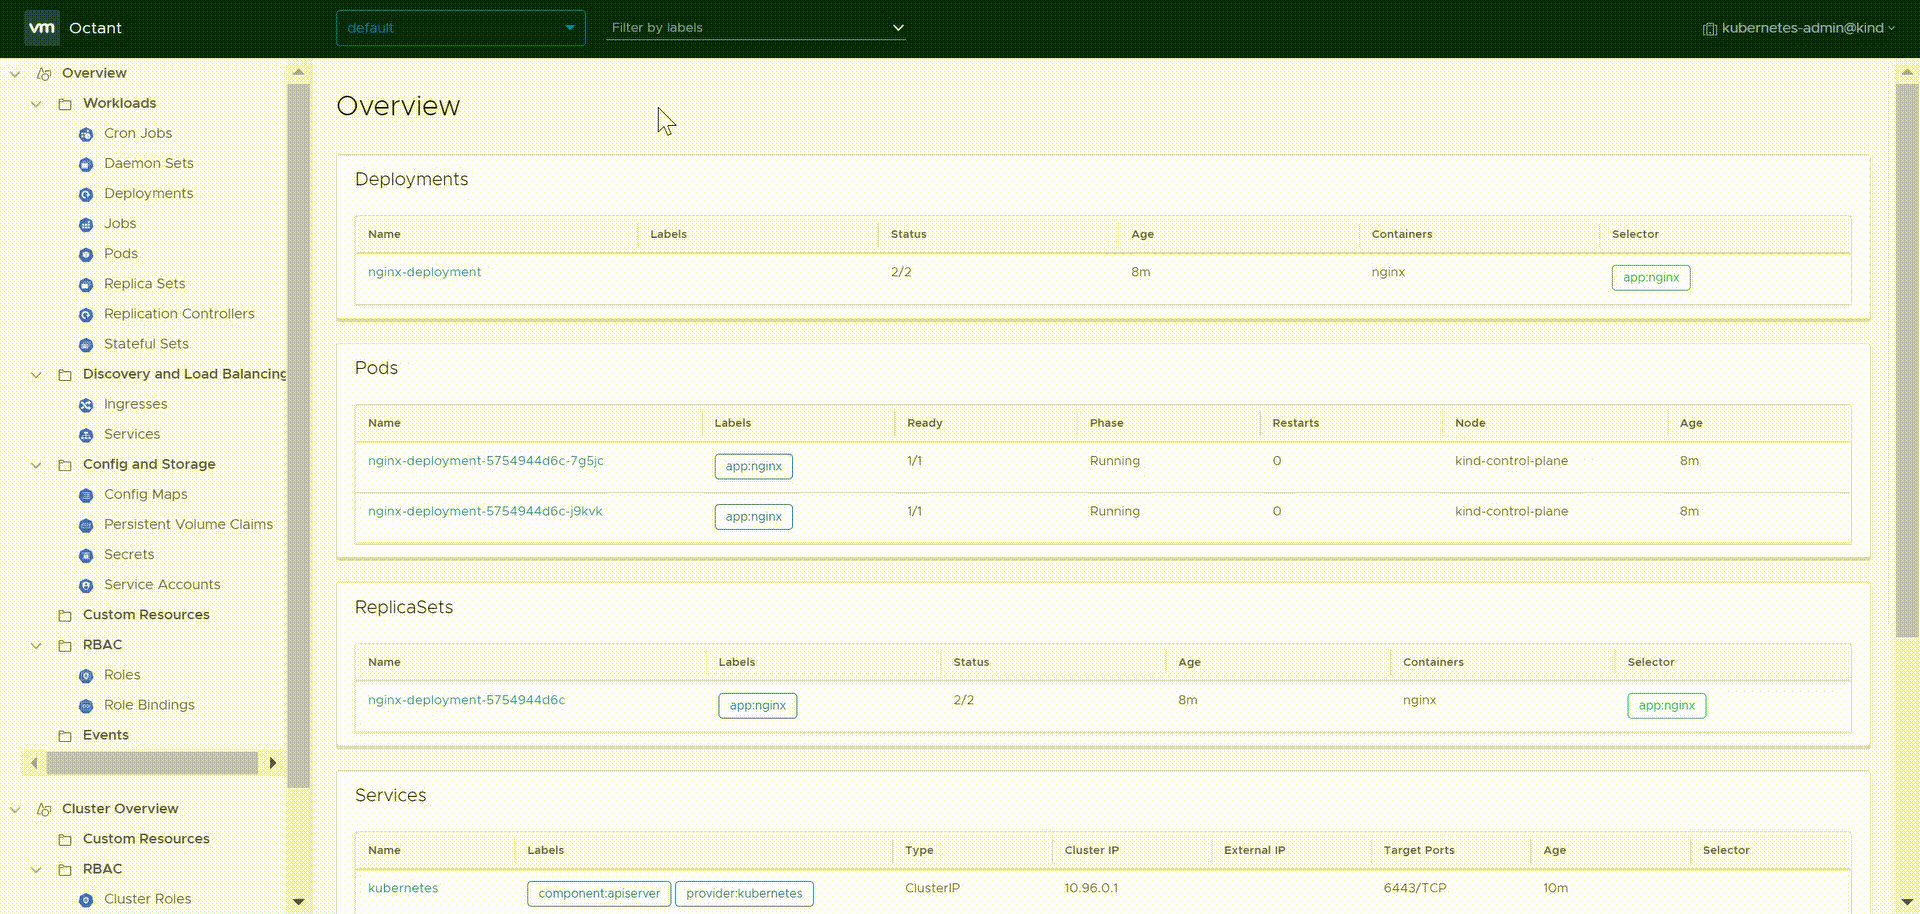 vm Octant
default
Filter by labels
kubernetes-admin@kind
Overview
Workloads
Cron Jobs
Daemon Sets
Deployments
Jobs
Pods
Replica Sets
Replication Controllers
Stateful Sets
Discovery and Load Balancing
Ingresses
Services
Config and Storage
Config Maps
Persistent Volume Claims
Secrets
Service Accounts
Custom Resources
RBAC
Roles
Role Bindings
Events
Cluster Overview
Custom Resources
RBAC
Cluster Roles
Overview
Deployments
Name Labels Status Age Containers Selector
nginx-deployment 2/2 8m nginx app:nginx
Pods
Name Labels Ready Phase Restarts Node Age
nginx-deployment-5754944d6c-7g5jc app:nginx 1/1 Running 0 kind-control-plane 8m
nginx-deployment-5754944d6c-j9kvk app:nginx 1/1 Running 0 kind-control-plane 8m
ReplicaSets
Name Labels Status Age Containers Selector
nginx-deployment-5754944d6c app:nginx 2/2 8m nginx app:nginx
Services
Name Labels Type Cluster IP External IP Target Ports Age Selector
kubernetes component:apiserver provider:kubernetes ClusterIP 10.96.0.1 6443/TCP 10m